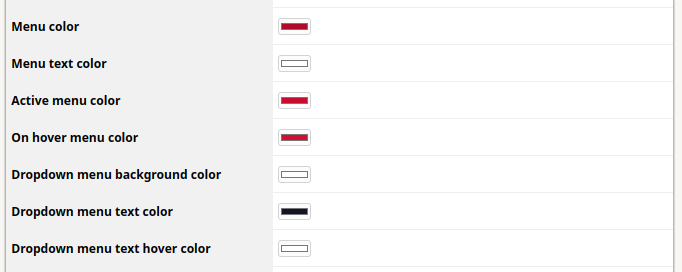 Menu color
Menu text color
Active menu color
On hover menu color
Dropdown menu background color
Dropdown menu text color
Dropdown menu text hover color